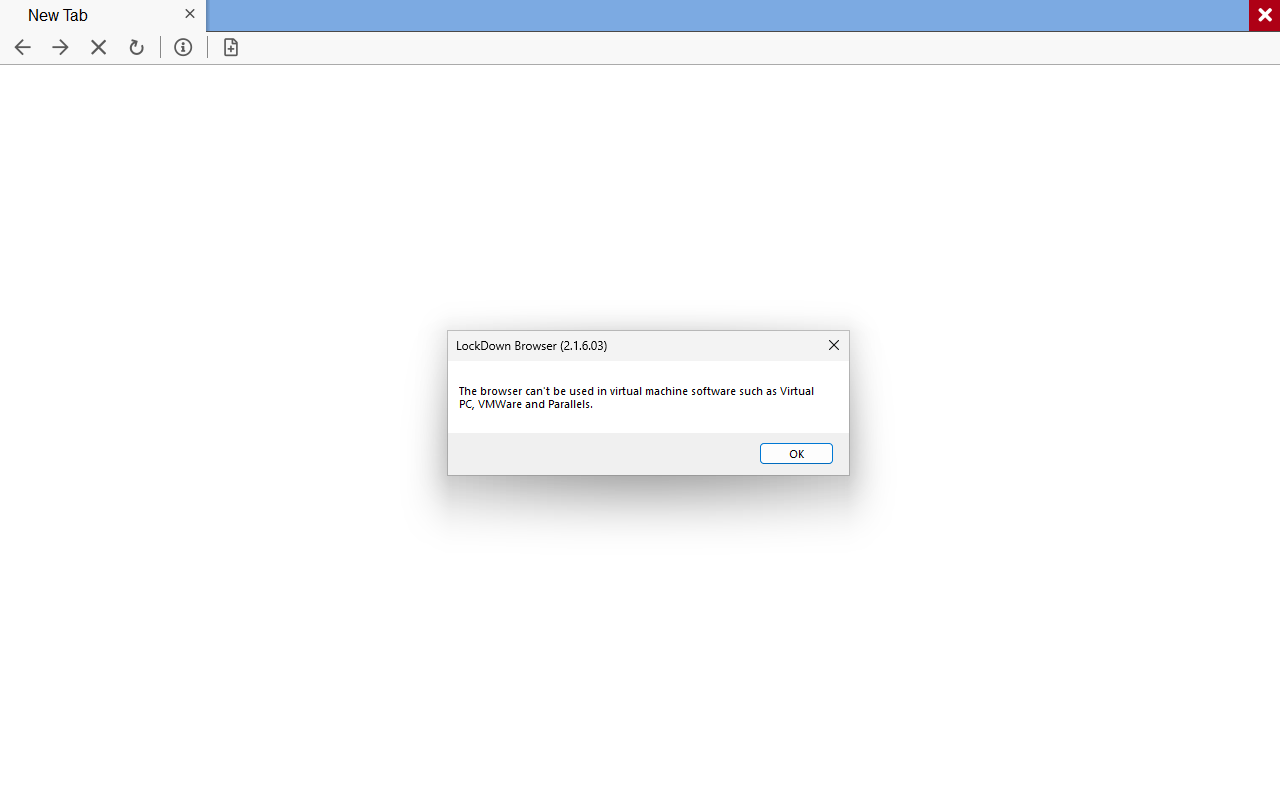 New Tab
LockDown Browser (2.1.6.03)
The browser can't be used in virtual machine software such as Virtual
PC, VMWare and Parallels.
OK